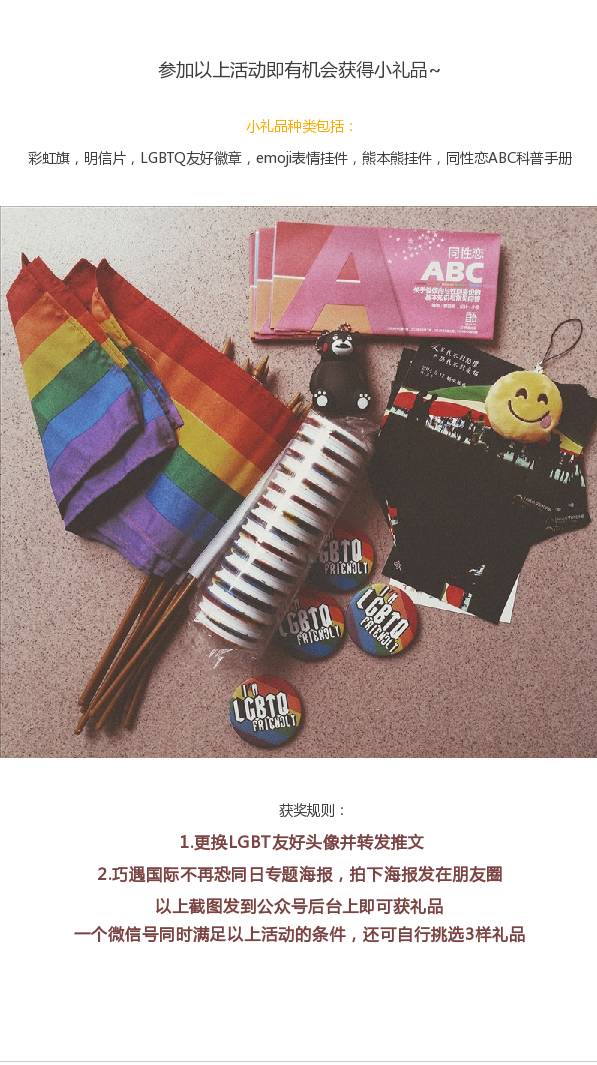 参加以上活动即有机会获得小礼品~
小礼品种类包括：
彩虹旗，明信片，LGBTQ友好徽章，emoji表情挂件，熊本熊挂件，同性恋ABC科普手册
同性恋
ABC
LGBTQ
FRIENDLY
I'm
LGBTQ
FRIENDLY
LGBTQ
FRIENDLY
I'm
LGBTQ
FRIENDLY
获奖规则：
1.更换LGBT友好头像并转发推文
2.巧遇国际不再恐同日专题海报，拍下海报发在朋友圈
以上截图发到公众号后台上即可获礼品
一个微信号同时满足以上活动的条件，还可自行挑选3样礼品